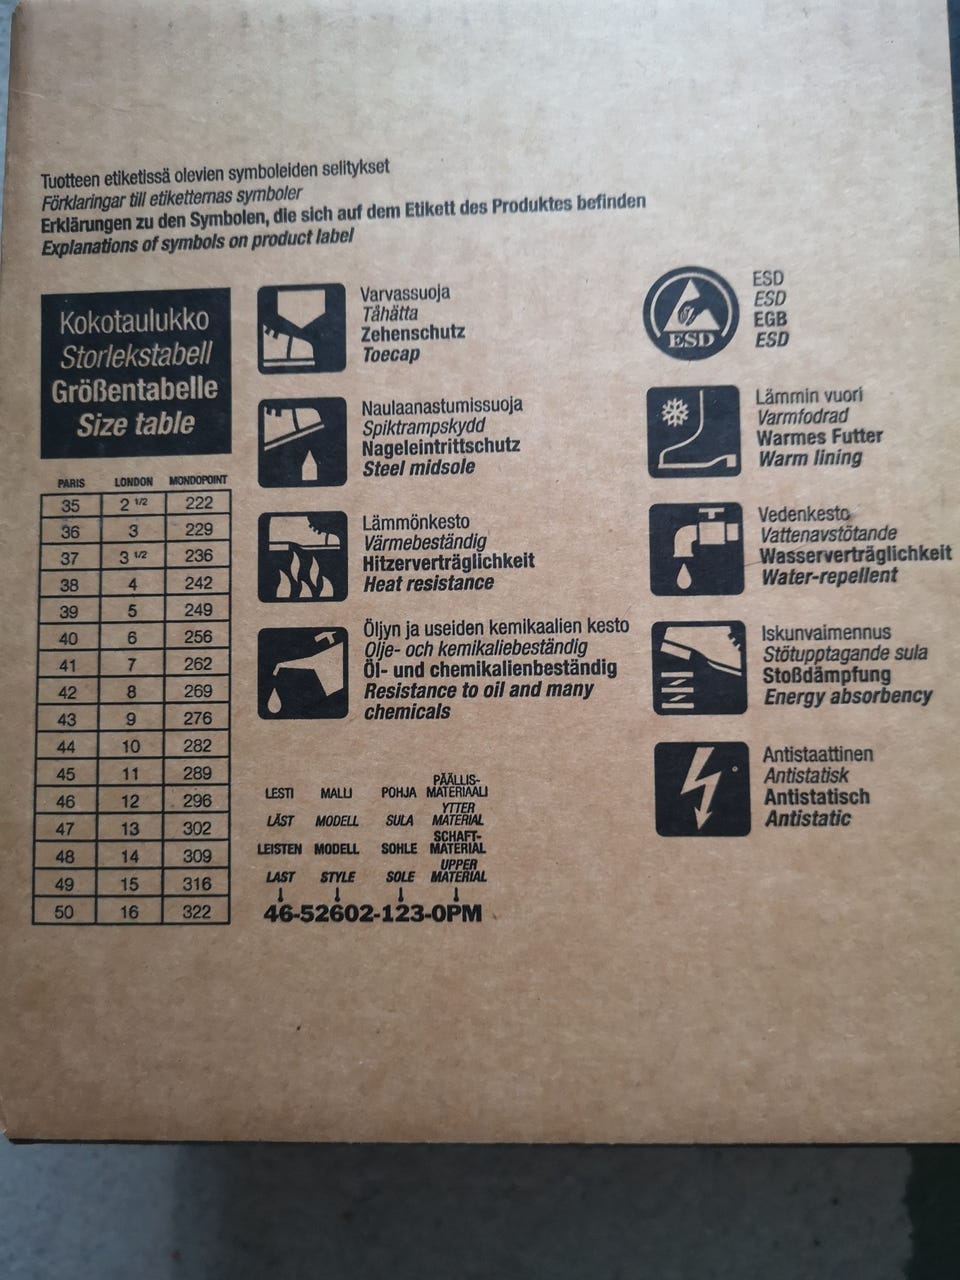 Tuotteen etiketissä olevien symboleiden selitykset
Förklaringar till etiketternas symboler
Erklärungen zu den Symbolen, die sich auf dem Etikett des Produktes befinden
Explanations of symbols on product label
Kokotaulukko
Storlekstabell
Größentabelle
Size table
PARIS LONDON MONDOPOINT
35 2 1/2 222
36 3 229
37 3 1/2 236
38 4 242
39 5 249
40 6 256
41 7 262
42 8 269
43 9 276
44 10 282
45 11 289
46 12 296
47 13 302
48 14 309
49 15 316
50 16 322
Varvassuoja
Tåhätta
Zehenschutz
Toecap
Naulaanastumissuoja
Spiktrampskydd
Nageleintrittschutz
Steel midsole
Lämmönkesto
Värmebeständig
Hitzerverträglichkeit
Heat resistance
Öljyn ja useiden kemikaalien kesto
Olje- och kemikaliebeständig
Öl- und chemikalienbeständig
Resistance to oil and many
chemicals
LESTI MALLI POHJA PÄÄLLIS-
MATERIAALI
LÄST MODELL SULA YTTER
MATERIAL
LEISTEN MODELL SOHLE SCHAFT-
MATERIAL
LAST STYLE SOLE UPPER
MATERIAL
46-52602-123-0PM
ESD
ESD
ESD
EGB
ESD
Lämmin vuori
Varmfodrad
Warmes Futter
Warm lining
Vedenkesto
Vattenavstötande
Wasserverträglichkeit
Water-repellent
Iskunvaimennus
Stötupptagande sula
Stoßdämpfung
Energy absorbency
Antistaattinen
Antistatisk
Antistatisch
Antistatic